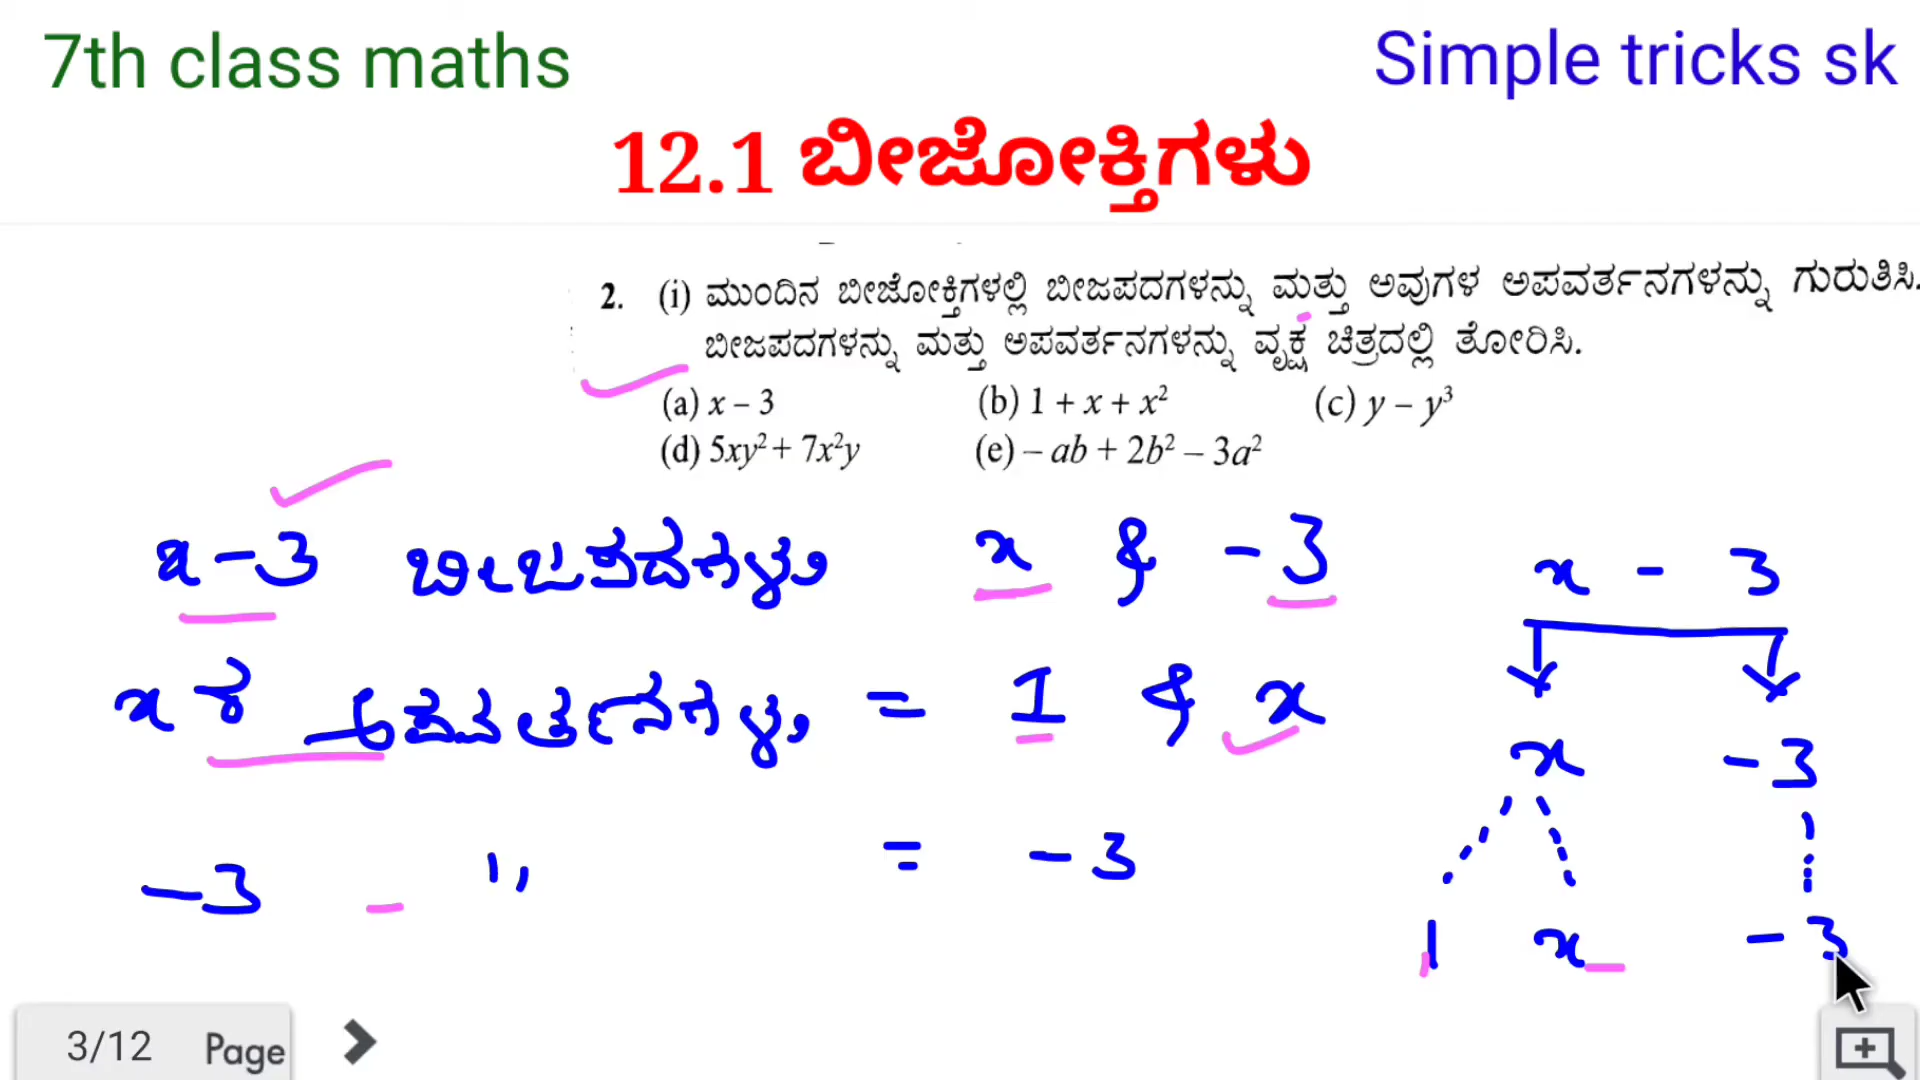 7th class maths
Simple tricks sk
12.1 ಬೀಜೋಕ್ತಿಗಳು
2. (i) ಮುಂದಿನ ಬೀಜೋಕ್ತಿಗಳಲ್ಲಿ ಬೀಜಪದಗಳನ್ನು ಮತ್ತು ಅವುಗಳ ಅಪವರ್ತನಗಳನ್ನು ಗುರುತಿಸಿ.
ಬೀಜಪದಗಳನ್ನು ಮತ್ತು ಅಪವರ್ತನಗಳನ್ನು ವೃಕ್ಷ ಚಿತ್ರದಲ್ಲಿ ತೋರಿಸಿ.
(a) x – 3 (b) 1 + x + x² (c) y – y³
(d) 5xy² + 7x²y (e) – ab + 2b² – 3a²
x - 3 ಬೀಜಪದಗಳು x & - 3
x ರ ಅಪವರ್ತನಗಳು = 1 & x
- 3 " = - 3
x - 3
x - 3
1 x - 3
3/12 Page